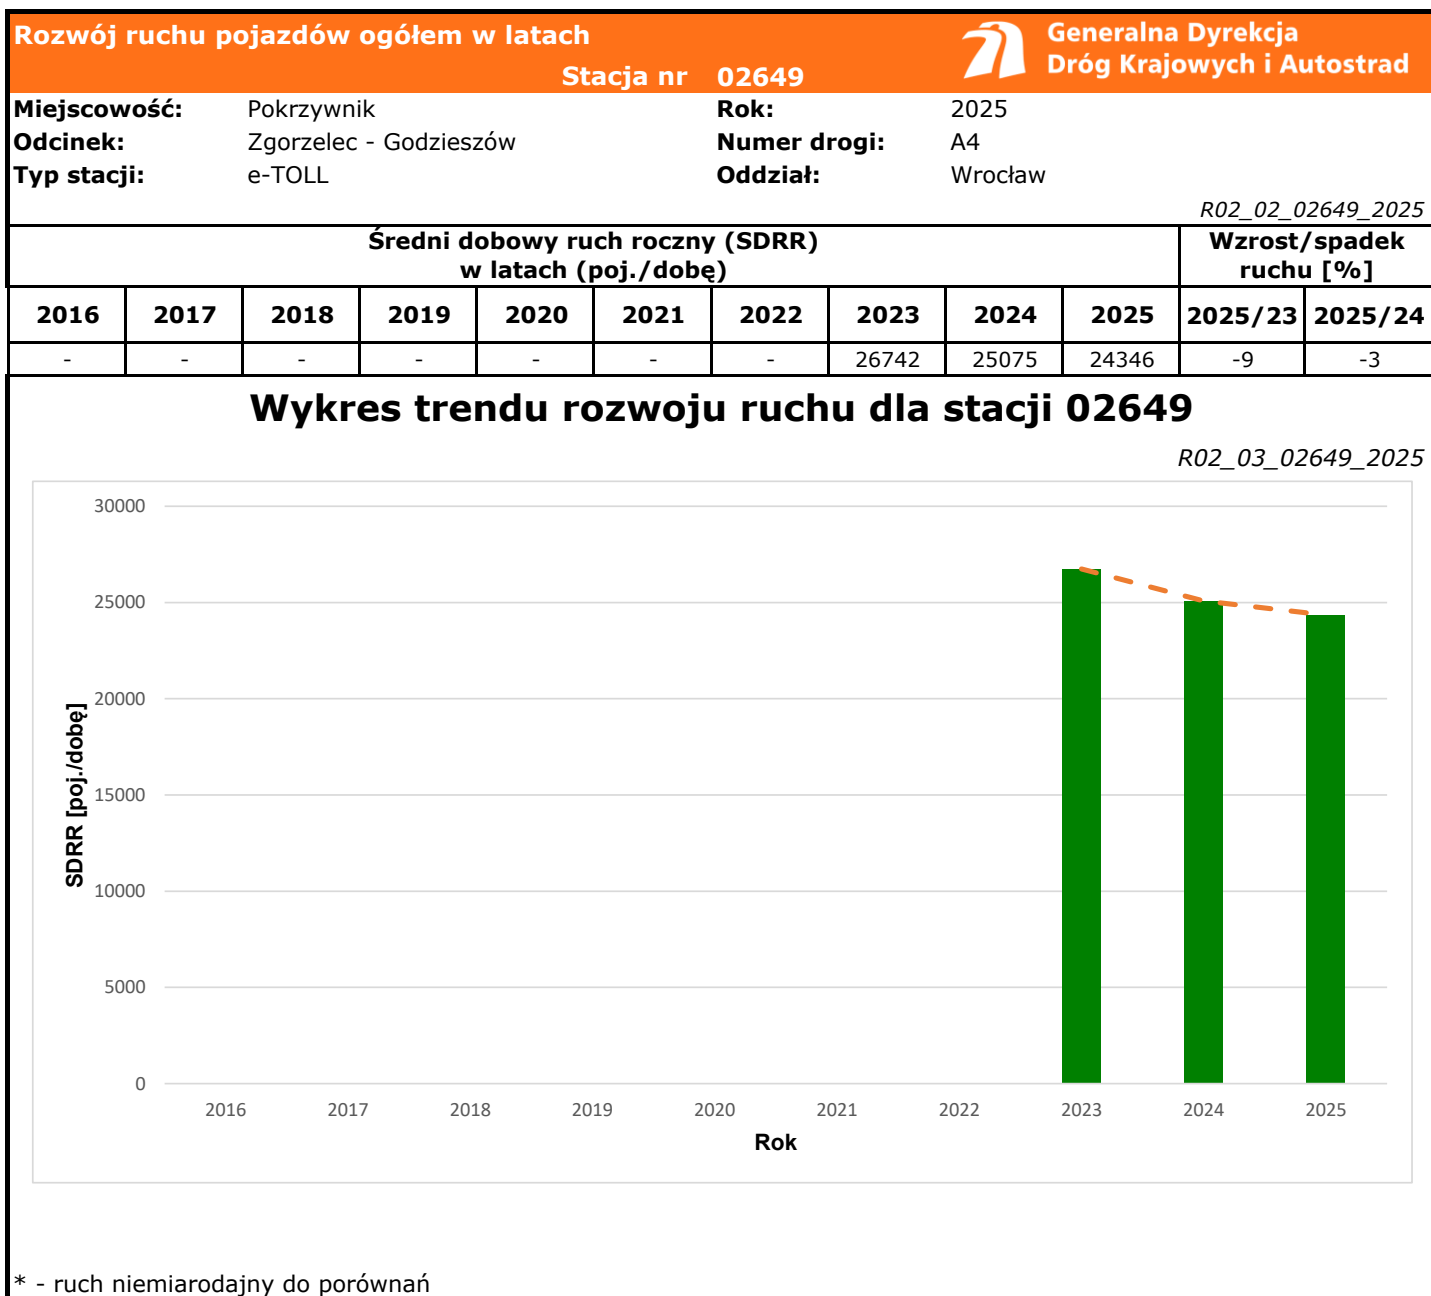 Rozwój ruchu pojazdów ogółem w latach
Generalna Dyrekcja
Dróg Krajowych i Autostrad
Stacja nr 02649
Miejscowość: Pokrzywnik Rok: 2025
Odcinek: Zgorzelec - Godzieszów Numer drogi: A4
Typ stacji: e-TOLL Oddział: Wrocław
R02_02_02649_2025
Średni dobowy ruch roczny (SDRR) Wzrost/spadek
w latach (poj./dobę) ruchu [%]
2016 2017 2018 2019 2020 2021 2022 2023 2024 2025 2025/23 2025/24
- - - - - - - 26742 25075 24346 -9 -3
Wykres trendu rozwoju ruchu dla stacji 02649
R02_03_02649_2025
30000
25000
20000
15000
10000
5000
0
SDRR [poj./dobę]
2016 2017 2018 2019 2020 2021 2022 2023 2024 2025
Rok
* - ruch niemiarodajny do porównań